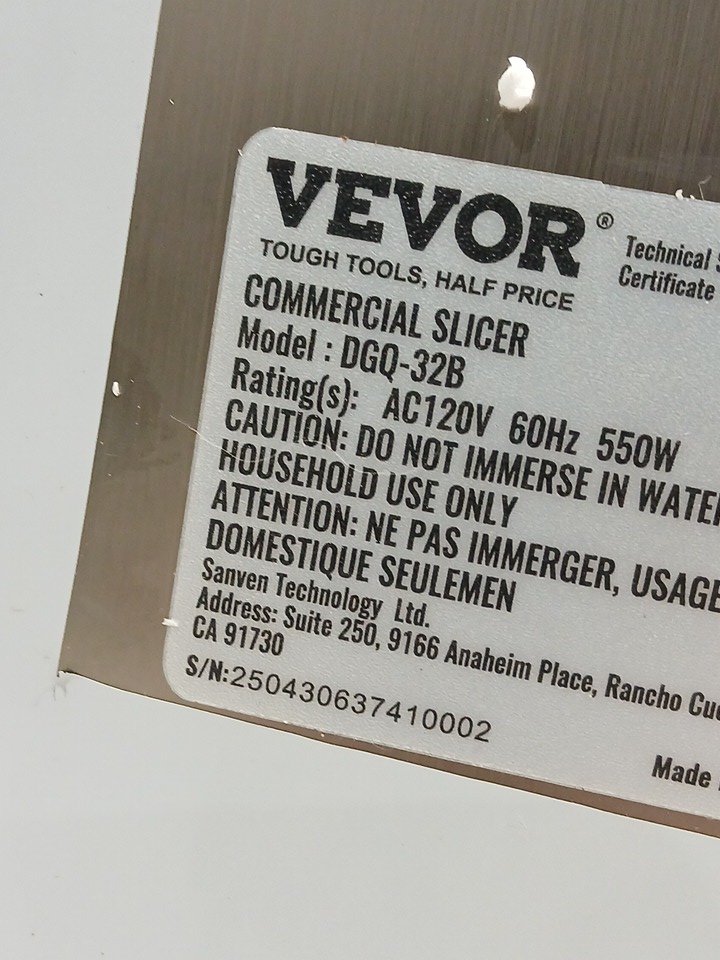 VEVOR®
TOUGH TOOLS, HALF PRICE
Technical
Certificate
COMMERCIAL SLICER
Model : DGQ-32B
Rating(s): AC120V 60Hz 550W
CAUTION: DO NOT IMMERSE IN WATER
HOUSEHOLD USE ONLY
ATTENTION: NE PAS IMMERGER, USAGE
DOMESTIQUE SEULEMEN
Sanven Technology Ltd.
Address: Suite 250, 9166 Anaheim Place, Rancho
CA 91730
S/N:250430637410002
Made